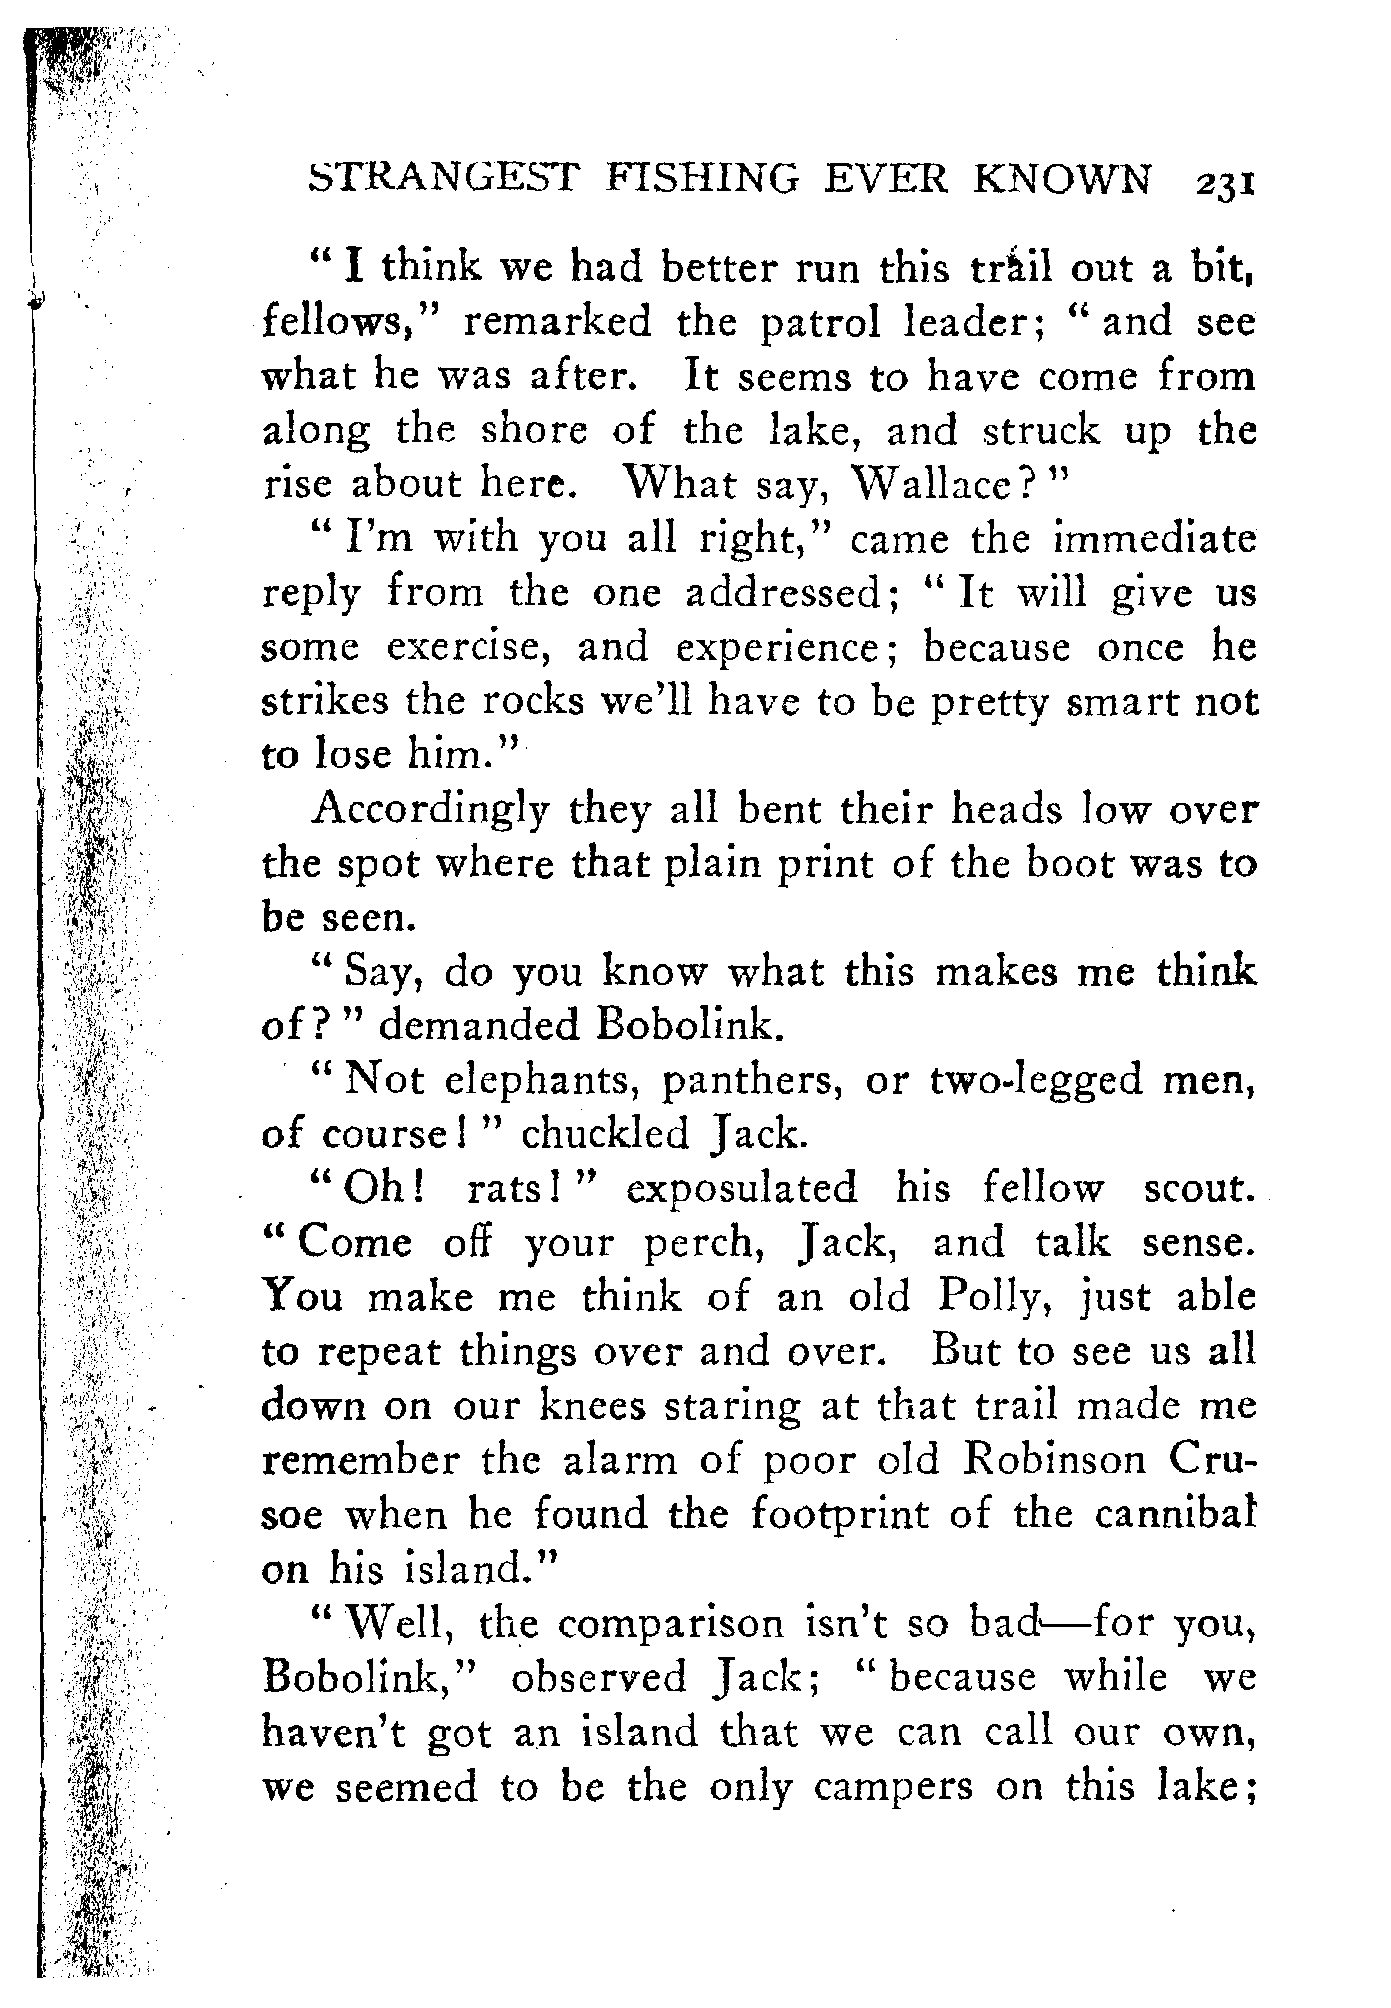 STRANGEST FISHING EVER KNOWN 231
“ I think we had better run this trail out a bit,
fellows,” remarked the patrol leader; “ and see
what he was after. It seems to have come from
along the shore of the lake, and struck up the
rise about here. What say, Wallace? ”
“ I’m with you all right,” came the immediate
reply from the one addressed; “ It will give us
some exercise, and experience; because once he
strikes the rocks we’ll have to be pretty smart not
to lose him.”
Accordingly they all bent their heads low over
the spot where that plain print of the boot was to
be seen.
“ Say, do you know what this makes me think
of? ” demanded Bobolink.
“ Not elephants, panthers, or two-legged men,
of course! ” chuckled Jack.
“ Oh! rats! ” exposulated his fellow scout.
“ Come off your perch, Jack, and talk sense.
You make me think of an old Polly, just able
to repeat things over and over. But to see us all
down on our knees staring at that trail made me
remember the alarm of poor old Robinson Cru-
soe when he found the footprint of the cannibal
on his island.”
“ Well, the comparison isn’t so bad—for you,
Bobolink,” observed Jack; “ because while we
haven’t got an island that we can call our own,
we seemed to be the only campers on this lake;